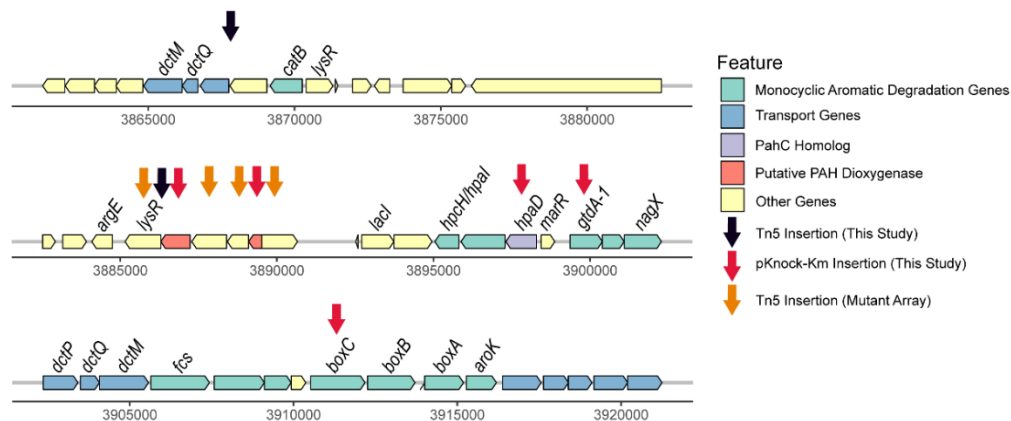 dctM dctQ catB lysR
3865000 3870000 3875000 3880000
argE lysR lacI hpcH/hpaI hpaD marR gtdA-1 nagX
3885000 3890000 3895000 3900000
dctP dctQ dctM fcs boxC boxB boxA aroK
3905000 3910000 3915000 3920000
Feature
Monocyclic Aromatic Degradation Genes
Transport Genes
PahC Homolog
Putative PAH Dioxygenase
Other Genes
Tn5 Insertion (This Study)
pKnock-Km Insertion (This Study)
Tn5 Insertion (Mutant Array)